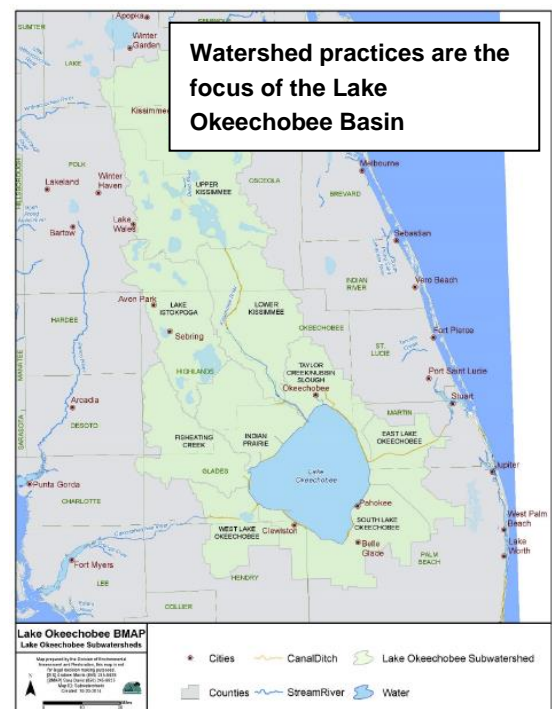 Watershed practices are the
focus of the Lake
Okeechobee Basin
Apopka
SUMTER
Winter
Garden
LAKE
Kissimmee
POLK
OSCEOLA
Melbourne
HILLSBOROUGH
UPPER
KISSIMMEE
BREVARD
Lakeland
Winter
Haven
Lake
Wales
Bartow
Sebastian
INDIAN
RIVER
Vero Beach
Avon Park
LAKE
ISTOKPOGA
LOWER
KISSIMMEE
HARDEE
MANATEE
OKEECHOBEE
Sebring
Fort Pierce
ST.
LUCIE
HIGHLANDS
TAYLOR
CREEK/NUBBIN
SLOUGH
Okeechobee
Port Saint Lucie
Arcadia
DESOTO
SARASOTA
Stuart
MARTIN
FISHEATING
CREEK
INDIAN
PRAIRIE
EAST LAKE
OKEECHOBEE
GLADES
Lake
Okeechobee
Jupiter
Punta Gorda
CHARLOTTE
Pahokee
West Palm
Beach
WEST LAKE
OKEECHOBEE
Clewiston
SOUTH LAKE
OKEECHOBEE
Belle
Glade
Lake
Worth
PALM
BEACH
Fort Myers
LEE
HENDRY
COLLIER
Lake Okeechobee BMAP
Lake Okeechobee Subwatersheds
N
Cities
CanalDitch
Lake Okeechobee Subwatershed
Counties
StreamRiver
Water